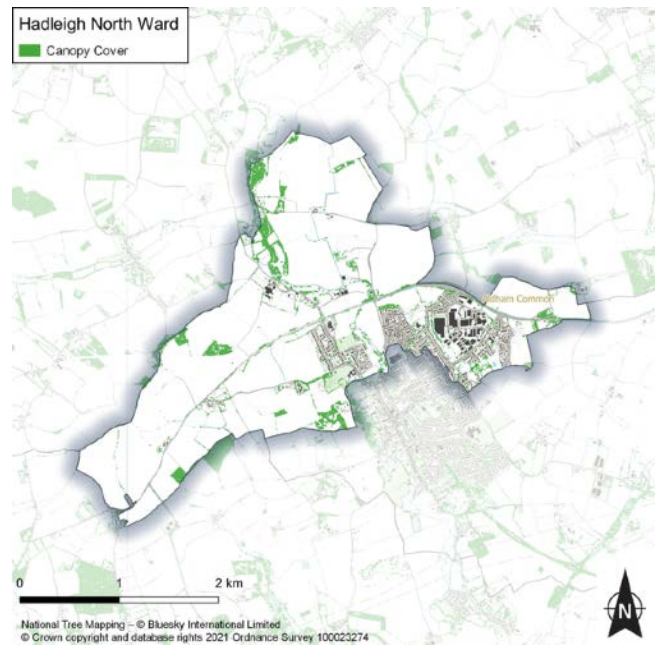 Hadleigh North Ward
Canopy Cover
Aldham Common
0 1 2 km
N
National Tree Mapping – © Bluesky International Limited
© Crown copyright and database rights 2021 Ordnance Survey 100023274